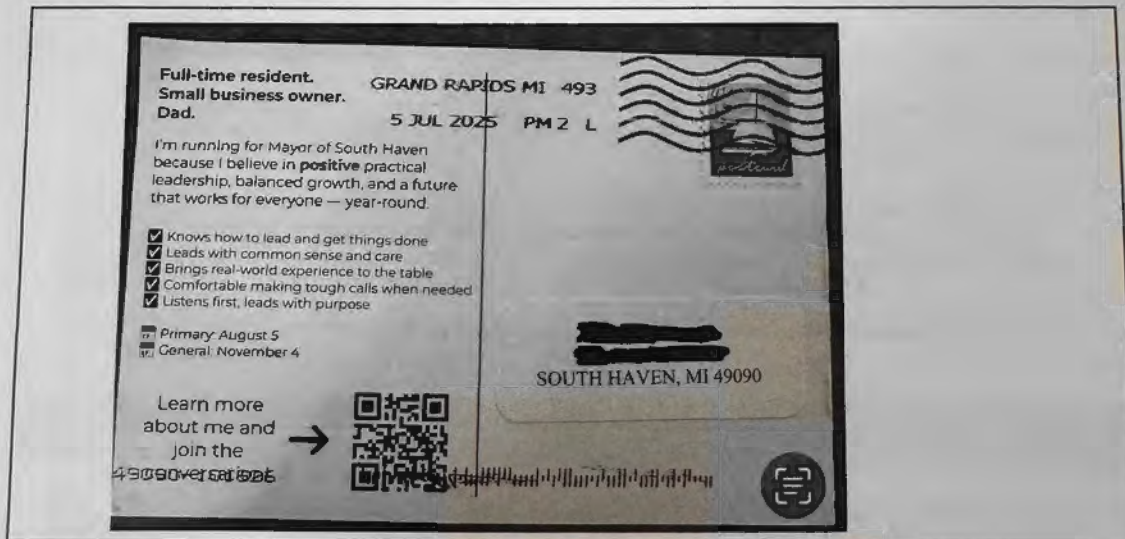 Full-time resident.
Small business owner.
Dad.
GRAND RAPIDS MI 493
5 JUL 2025 PM 2 L
postcard
I'm running for Mayor of South Haven
because I believe in positive practical
leadership, balanced growth, and a future
that works for everyone — year-round.
Knows how to lead and get things done
Leads with common sense and care
Brings real-world experience to the table
Comfortable making tough calls when needed
Listens first, leads with purpose
Primary: August 5
General: November 4
SOUTH HAVEN, MI 49090
Learn more
about me and
join the
conversation.